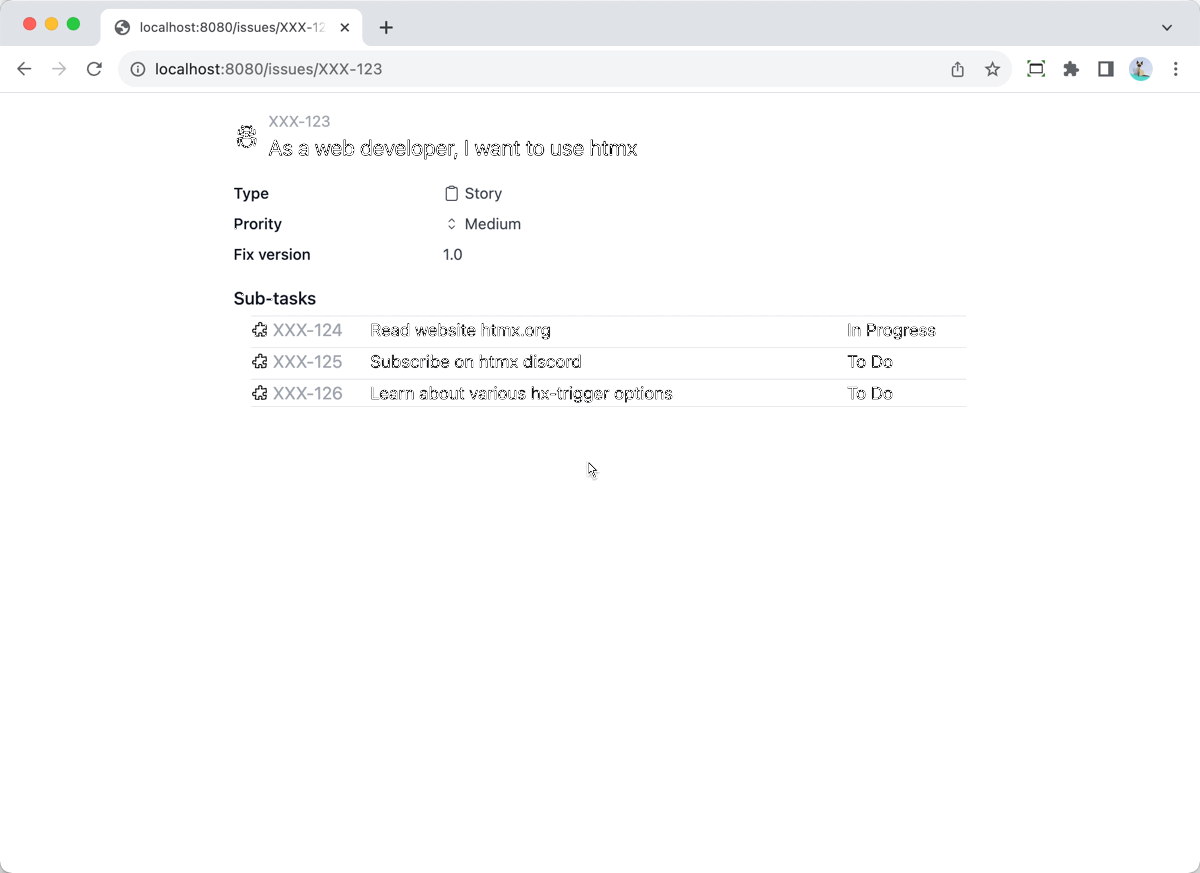 localhost:8080/issues/XXX-12
localhost:8080/issues/XXX-123
XXX-123
As a web developer, I want to use htmx
Type Story
Prority Medium
Fix version 1.0
Sub-tasks
XXX-124 Read website htmx.org In Progress
XXX-125 Subscribe on htmx discord To Do
XXX-126 Learn about various hx-trigger options To Do